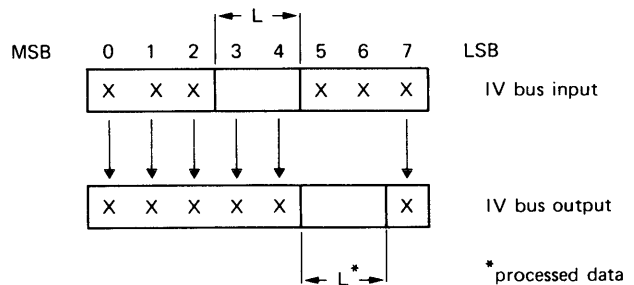 L
MSB 0 1 2 3 4 5 6 7 LSB
X X X X X X IV bus input
X X X X X X IV bus output
L*
*processed data